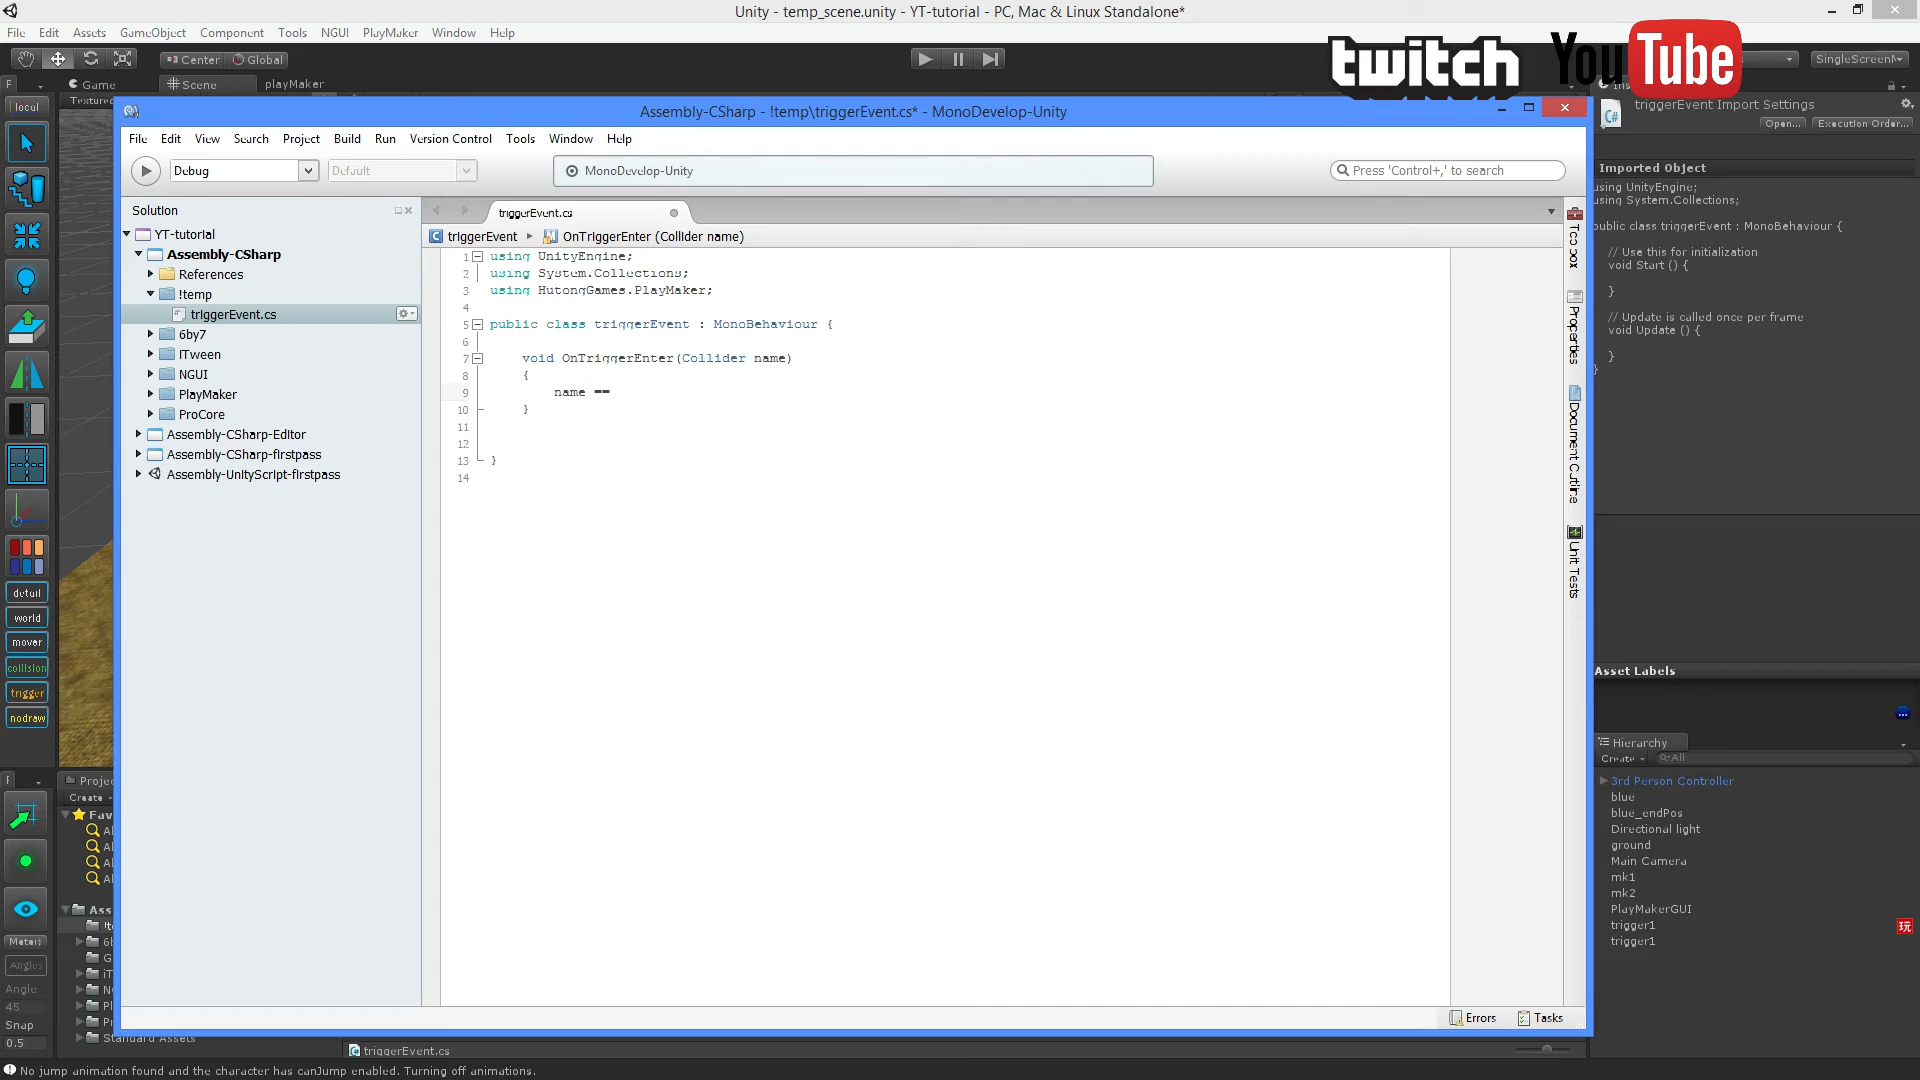 Unity - temp_scene.unity - YT-tutorial - PC, Mac & Linux Standalone*
File Edit Assets GameObject Component Tools NGUI PlayMaker Window Help
Center Global
twitch YouTube
SingleScreenM
Game Scene playMaker
Textured
triggerEvent Import Settings
Open... Execution Order...
Imported Object
using UnityEngine;
using System.Collections;
public class triggerEvent : MonoBehaviour {
// Use this for initialization
void Start () {
}
// Update is called once per frame
void Update () {
}
}
Asset Labels
Hierarchy
Create All
3rd Person Controller
blue
blue_endPos
Directional light
ground
Main Camera
mk1
mk2
PlayMakerGUI
trigger1
玩
trigger1
local
detail
world
mover
collision
trigger
nodraw
Angles
Angle
45
Snap
0.5
Assembly-CSharp - !temp\triggerEvent.cs* - MonoDevelop-Unity
File Edit View Search Project Build Run Version Control Tools Window Help
Debug Default MonoDevelop-Unity Press 'Control+,' to search
Solution
YT-tutorial
Assembly-CSharp
References
!temp
triggerEvent.cs
6by7
iTween
NGUI
PlayMaker
ProCore
Assembly-CSharp-Editor
Assembly-CSharp-firstpass
Assembly-UnityScript-firstpass
triggerEvent.cs
triggerEvent OnTriggerEnter (Collider name)
1 using UnityEngine;
2 using System.Collections;
3 using HutongGames.PlayMaker;
4
5 public class triggerEvent : MonoBehaviour {
6
7 void OnTriggerEnter(Collider name)
8 {
9 name ==
10 }
11
12
13 }
14
Toolbox
Properties
Document Outline
Unit Tests
Errors Tasks
Create
Standard Assets
triggerEvent.cs
No jump animation found and the character has canJump enabled. Turning off animations.